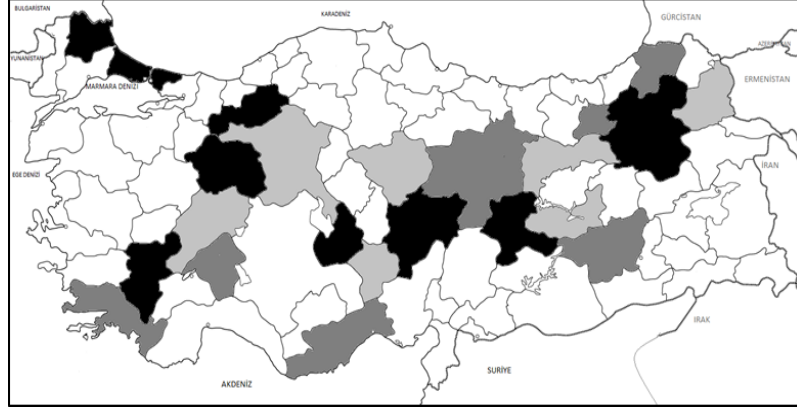 BULGARİSTAN
KARADENİZ
GÜRCİSTAN
YUNANİSTAN
AZERBAYCAN
ERMENİSTAN
MARMARA DENİZİ
EGE DENİZİ
İRAN
IRAK
SURİYE
AKDENİZ